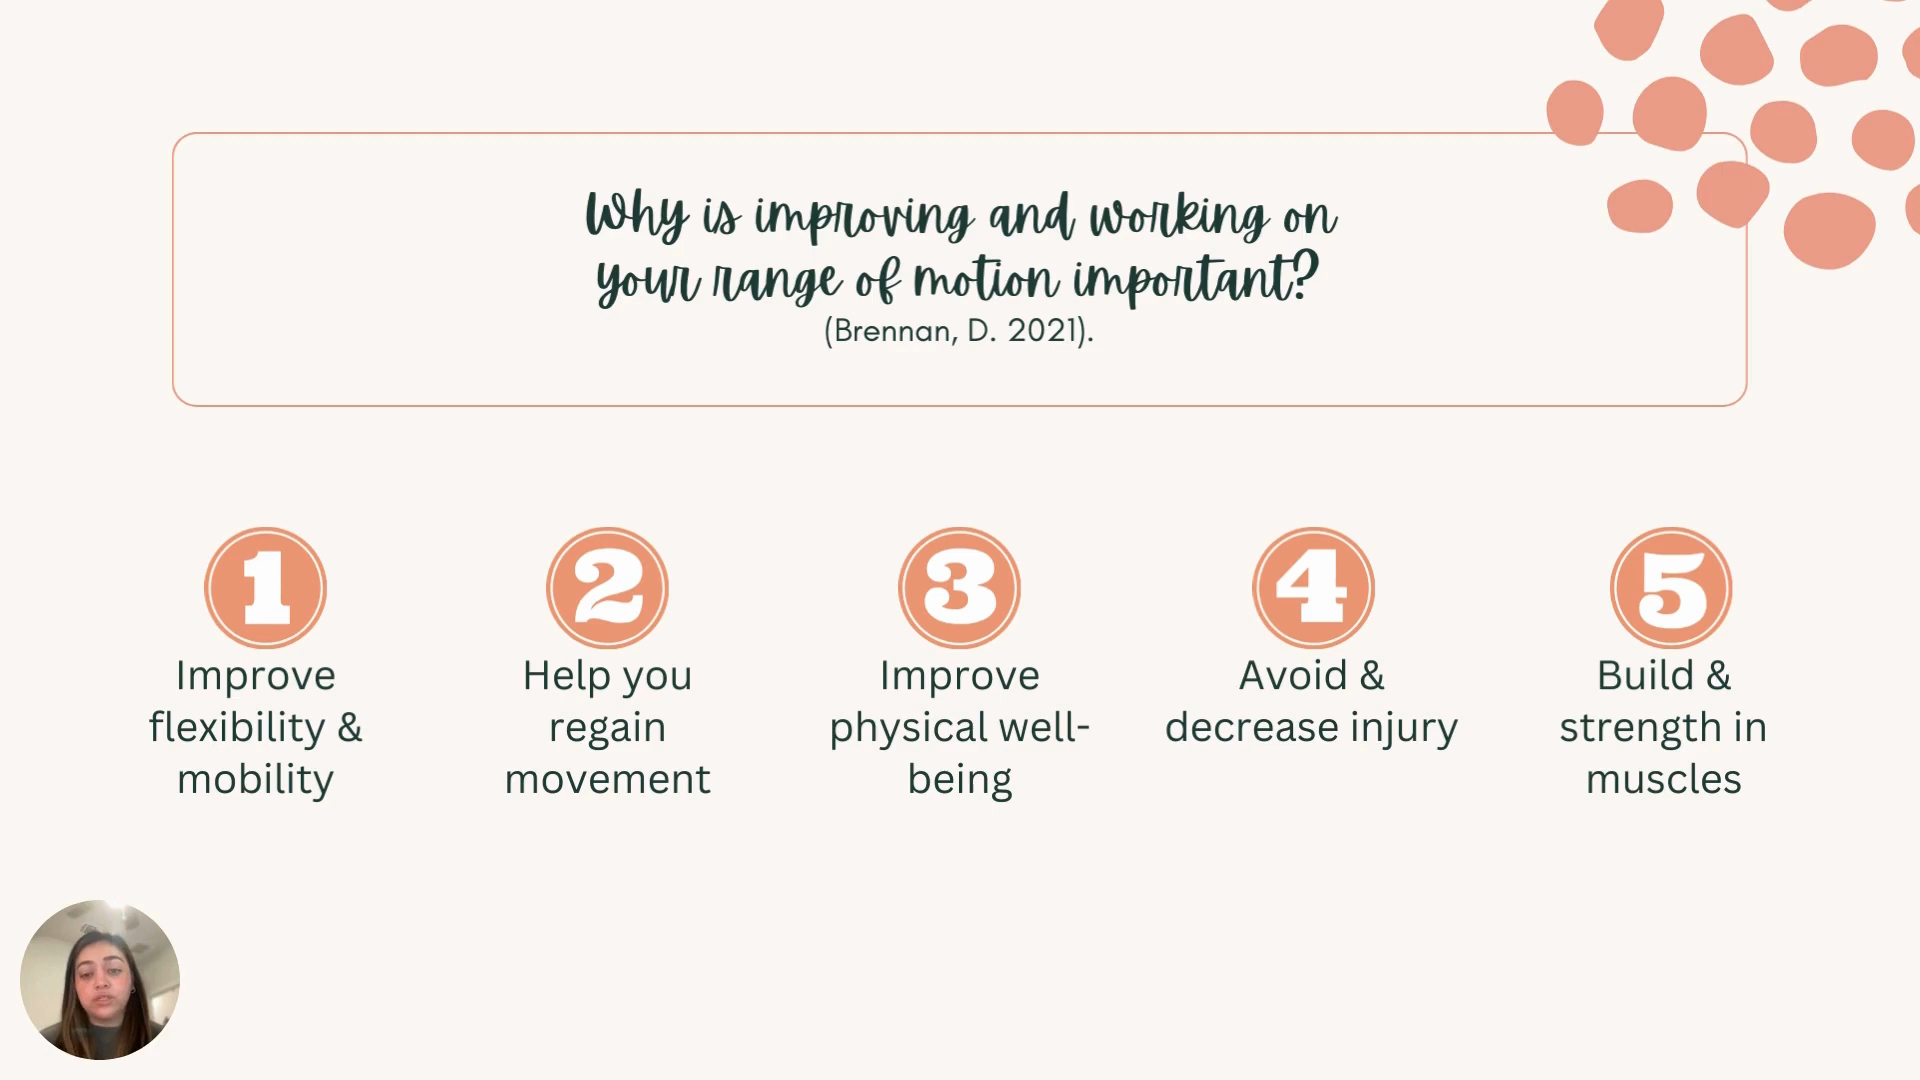 Why is improving and working on
your range of motion important?
(Brennan, D. 2021).
1
Improve
flexibility &
mobility
2
Help you
regain
movement
3
Improve
physical well-
being
4
Avoid &
decrease injury
5
Build &
strength in
muscles